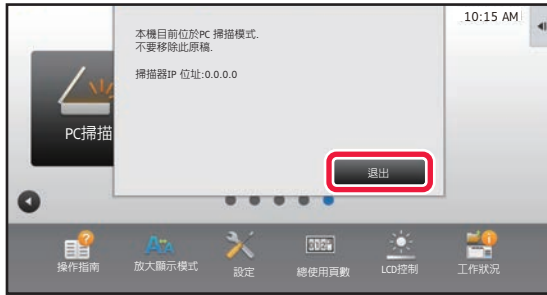 10:15 AM
本機目前位於PC 掃描模式.
不要移除此原稿.
掃描器IP 位址:0.0.0.0
PC掃描
退出
操作指南
放大顯示模式
設定
總使用頁數
LCD控制
工作狀況